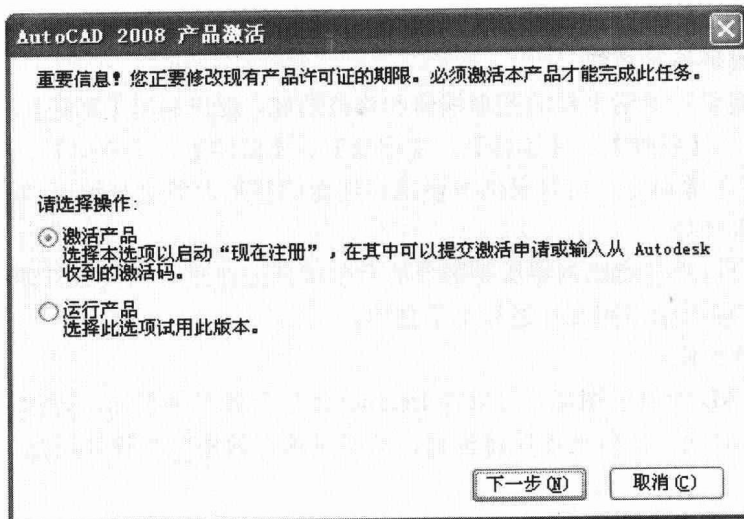 AutoCAD 2008 产品激活
重要信息！您正要修改现有产品许可证的期限。必须激活本产品才能完成此任务。
请选择操作：
激活产品
选择本选项以启动“现在注册”，在其中可以提交激活申请或输入从 Autodesk
收到的激活码。
运行产品
选择此选项试用此版本。
下一步(N)
取消(C)